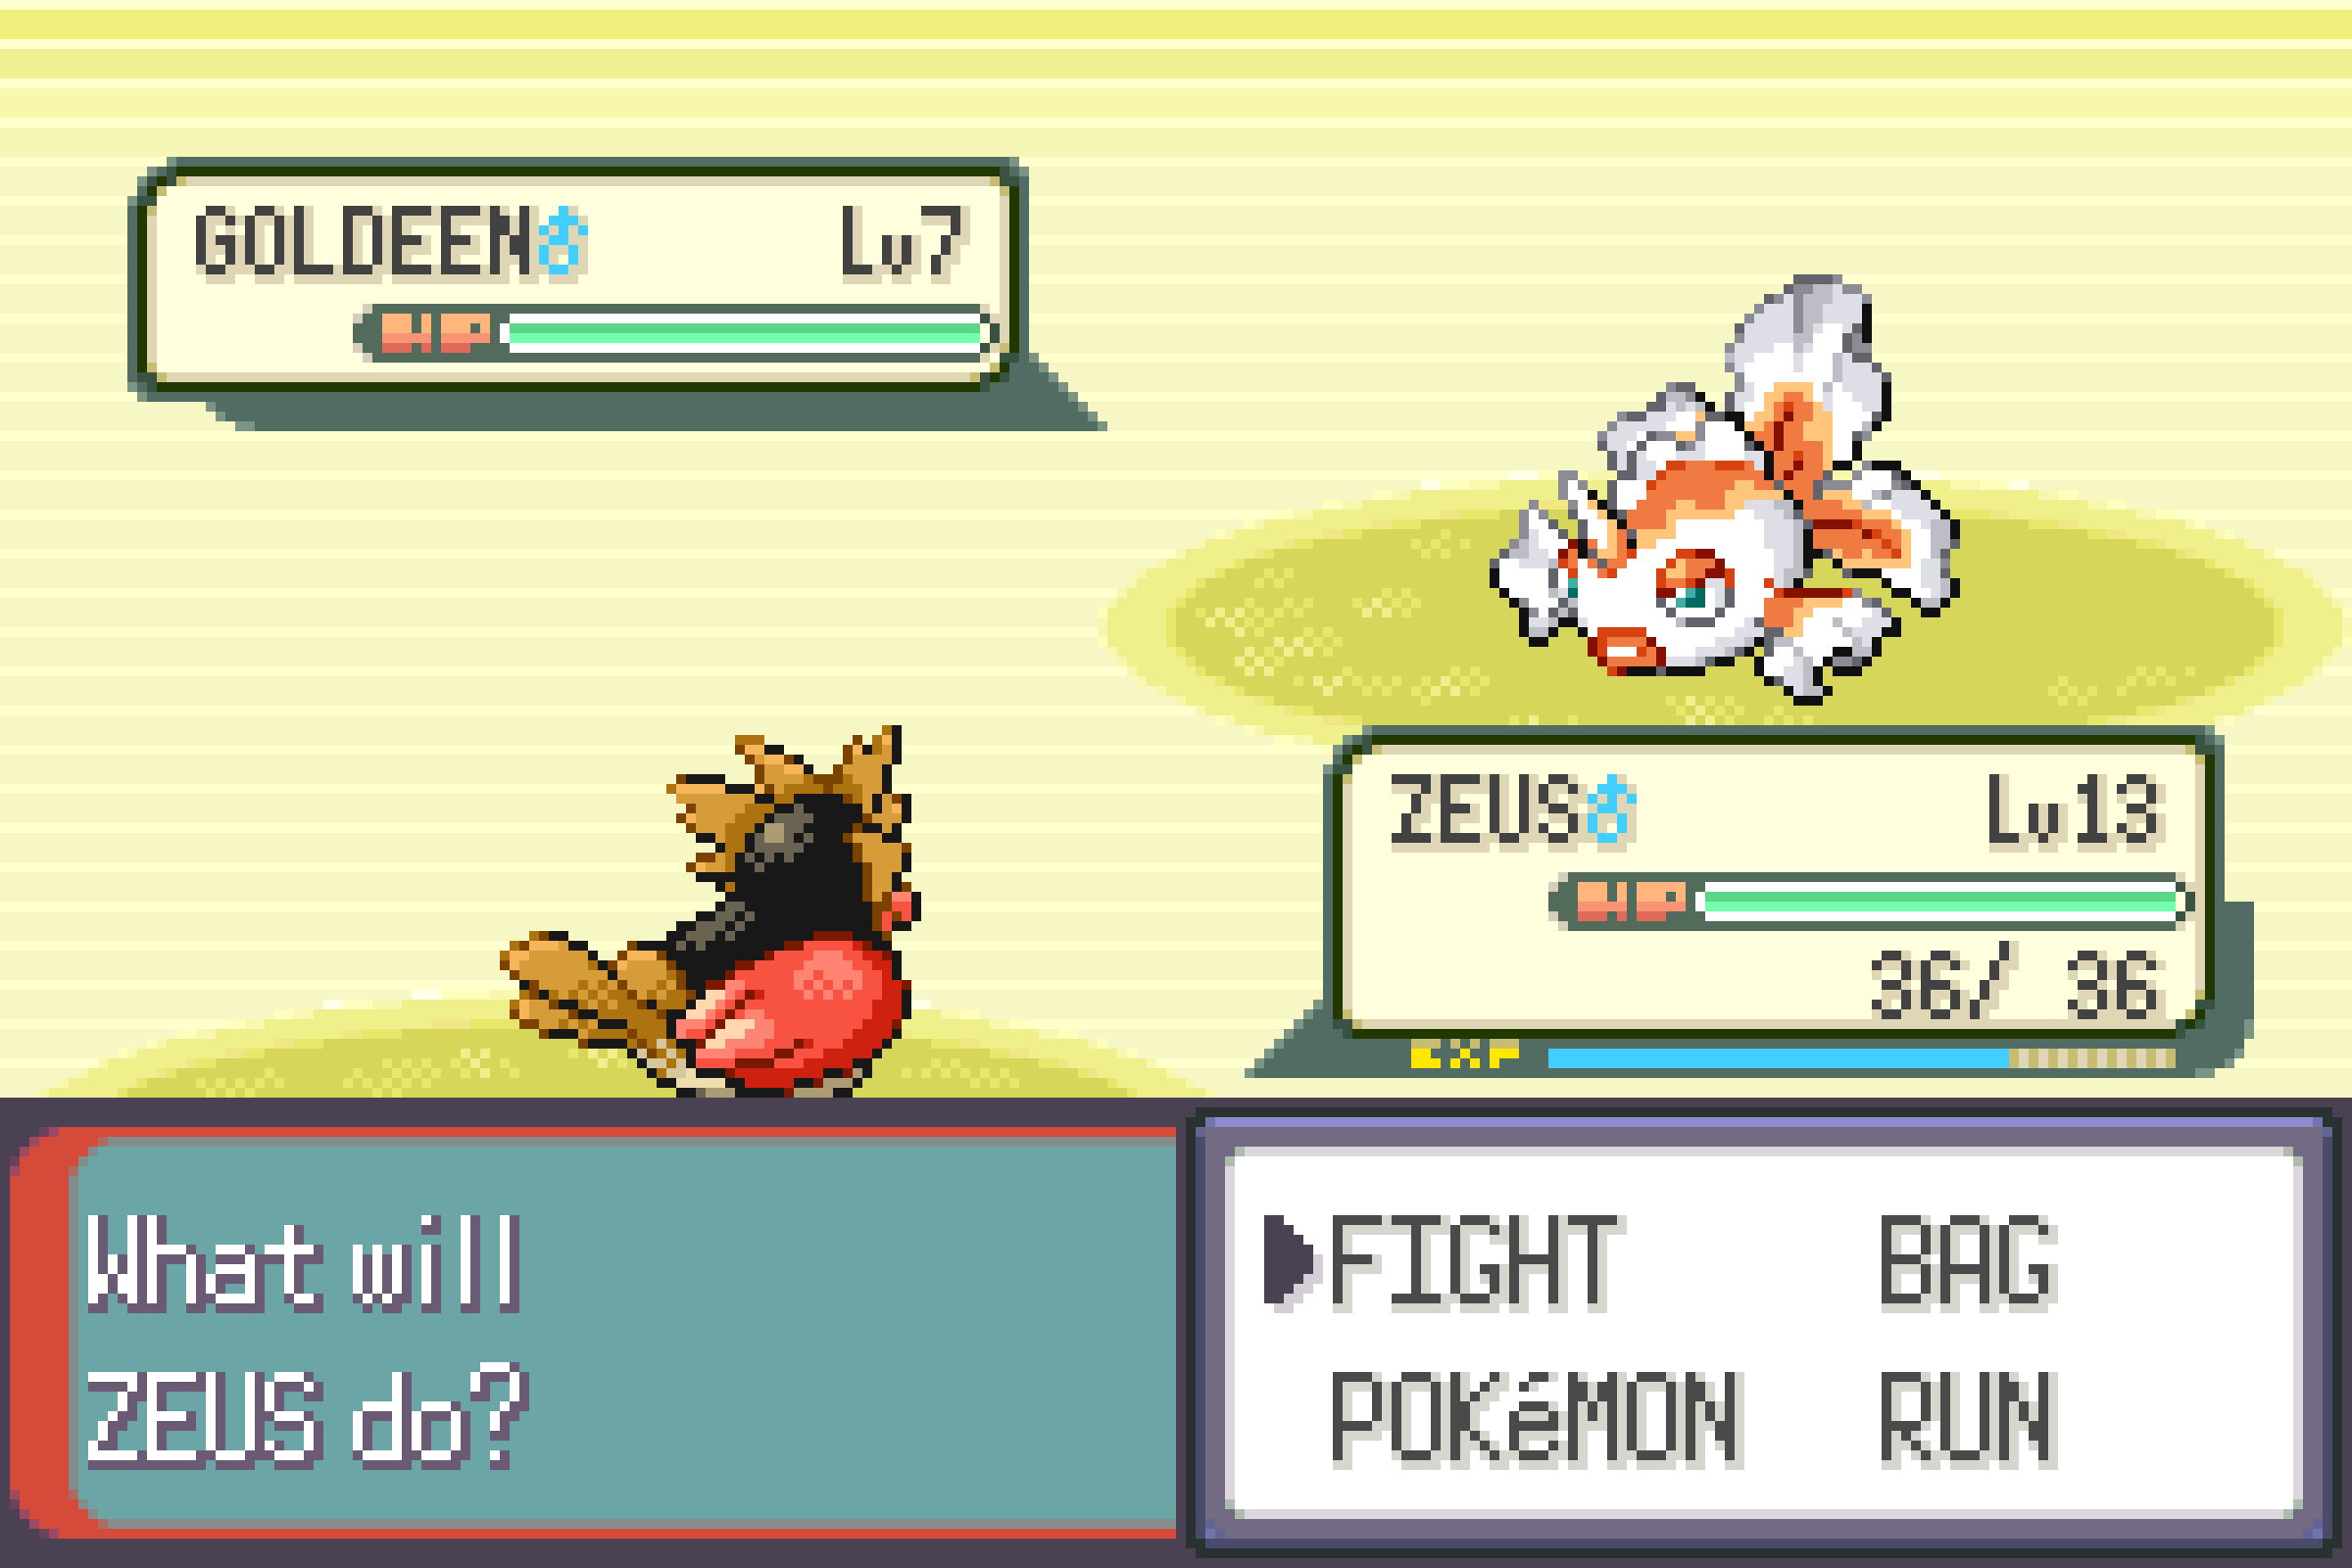 GOLDEEN♂ Lv7
HP
ZEUS♂ Lv13
HP
36/ 36
EXP
What will
ZEUS do?
FIGHT BAG
POKéMON RUN